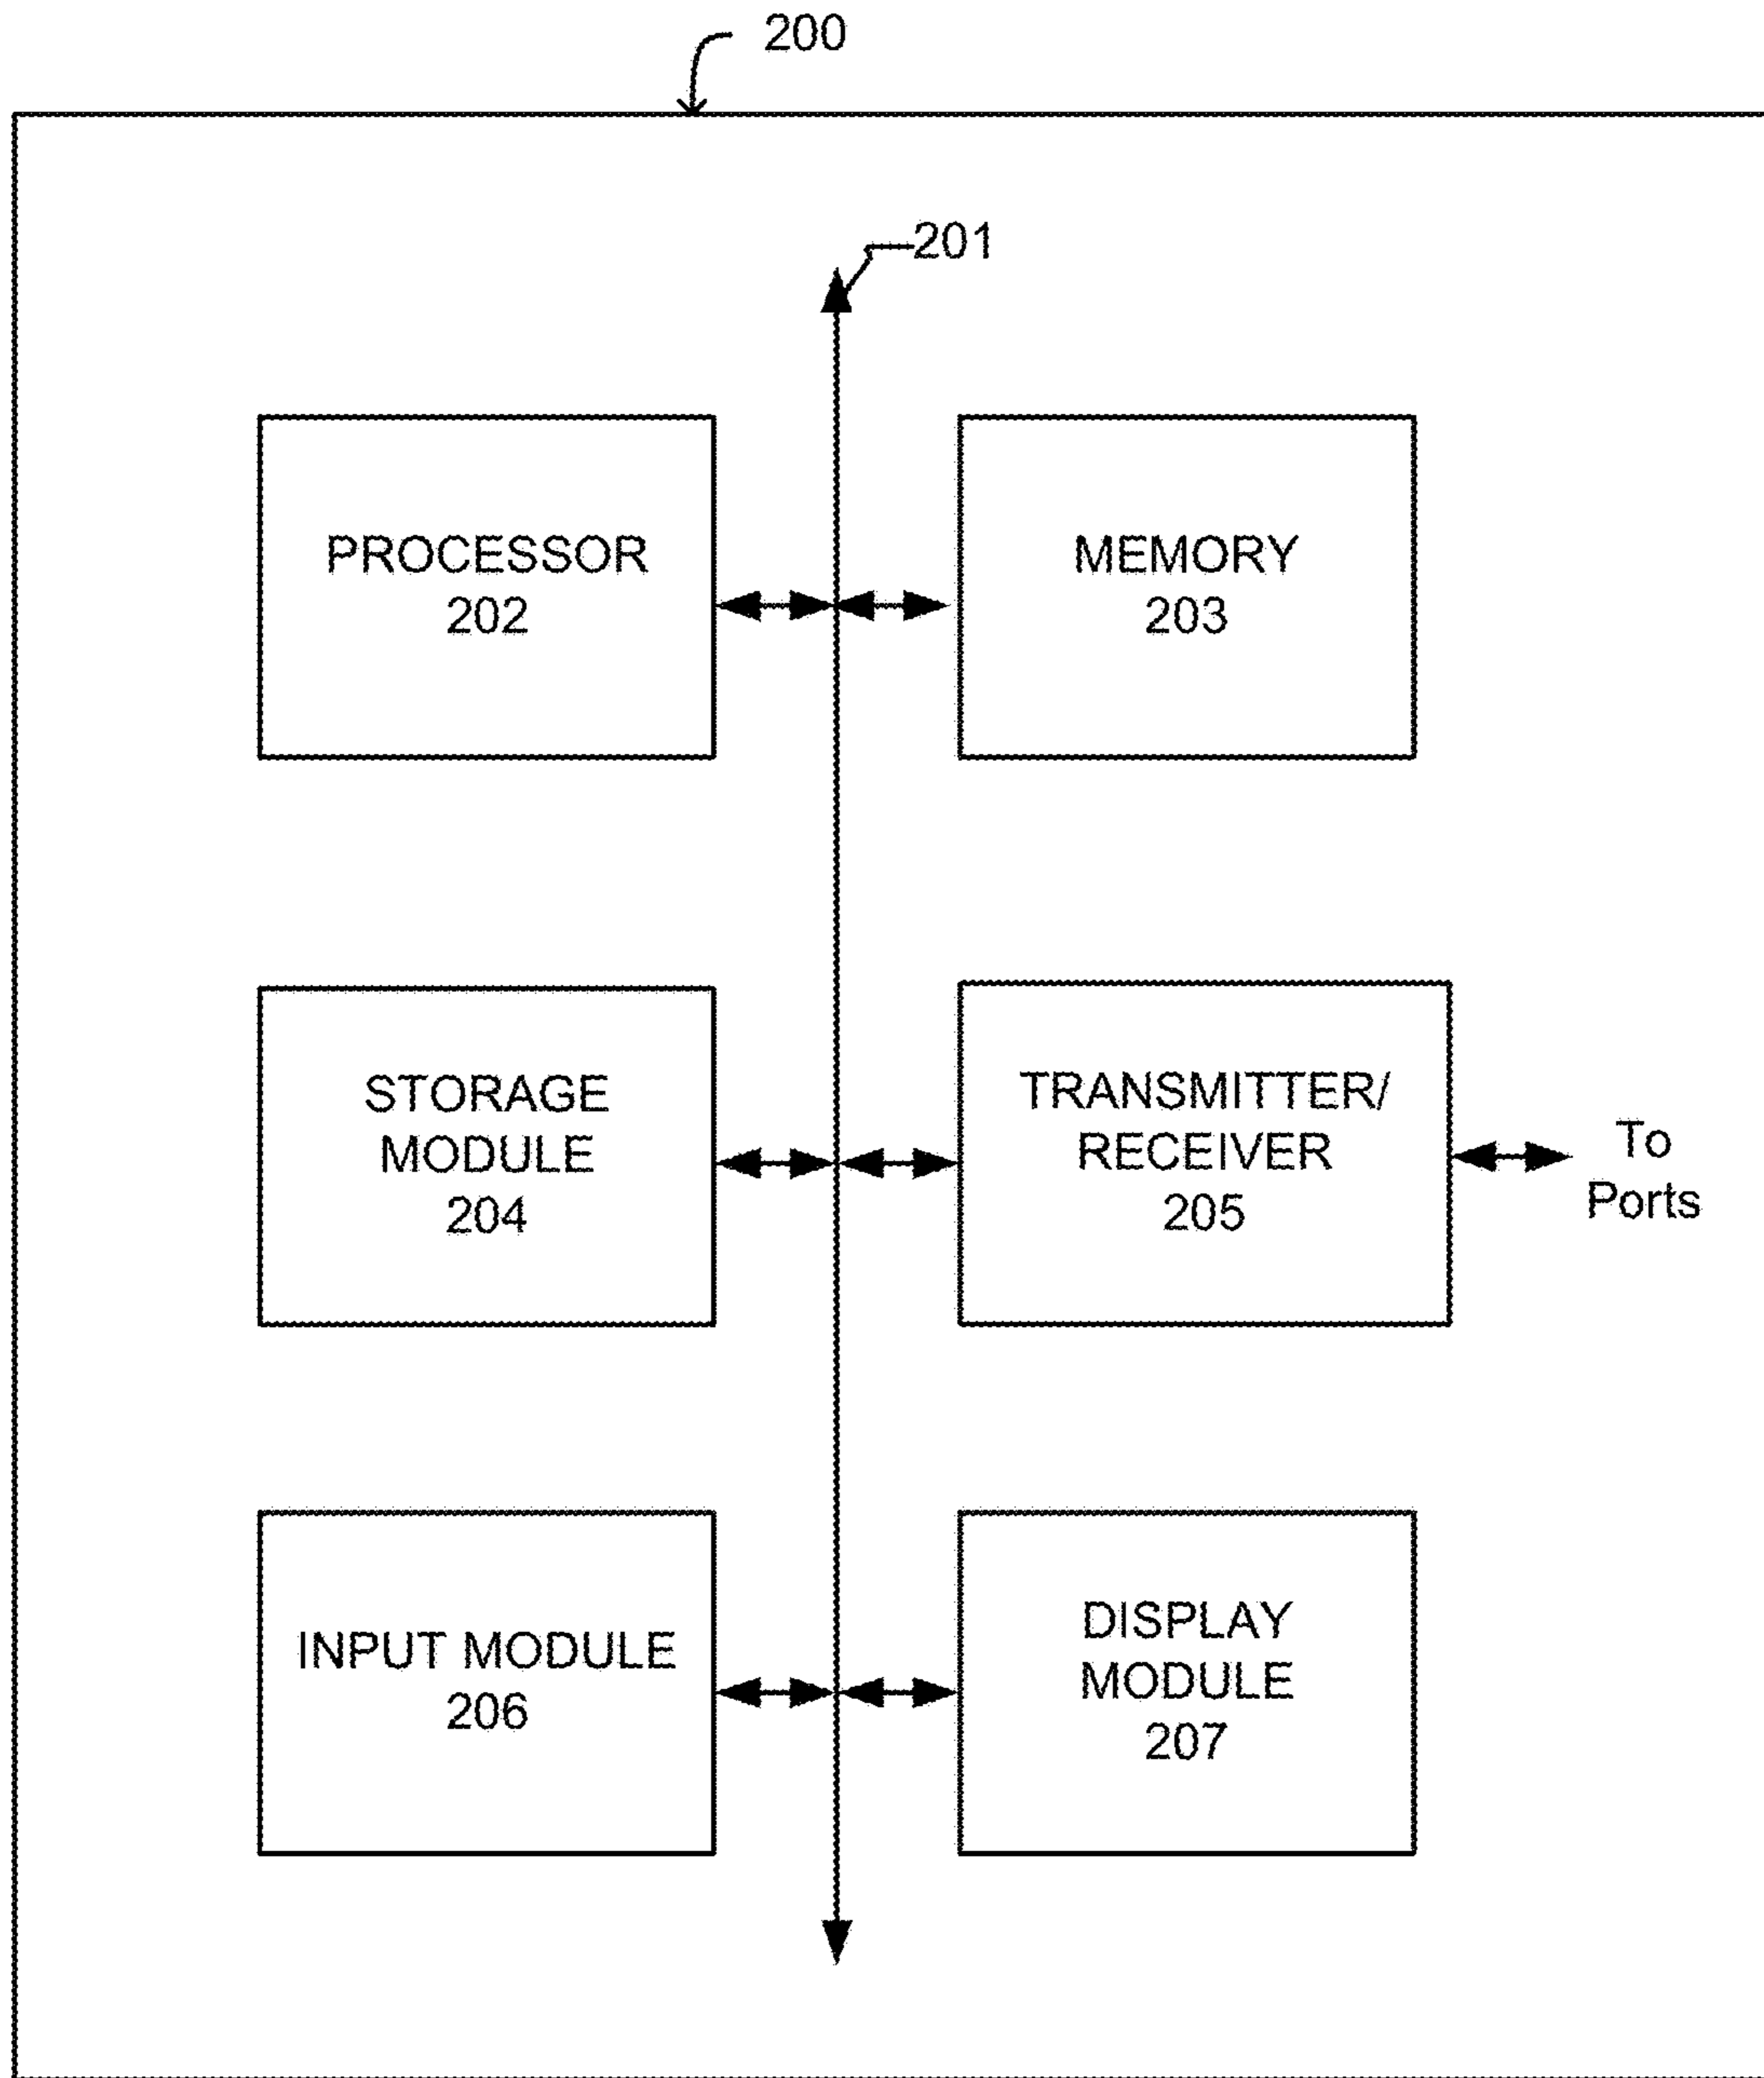 200
201
PROCESSOR
202
MEMORY
203
STORAGE
MODULE
204
TRANSMITTER/
RECEIVER
205
To
Ports
INPUT MODULE
206
DISPLAY
MODULE
207